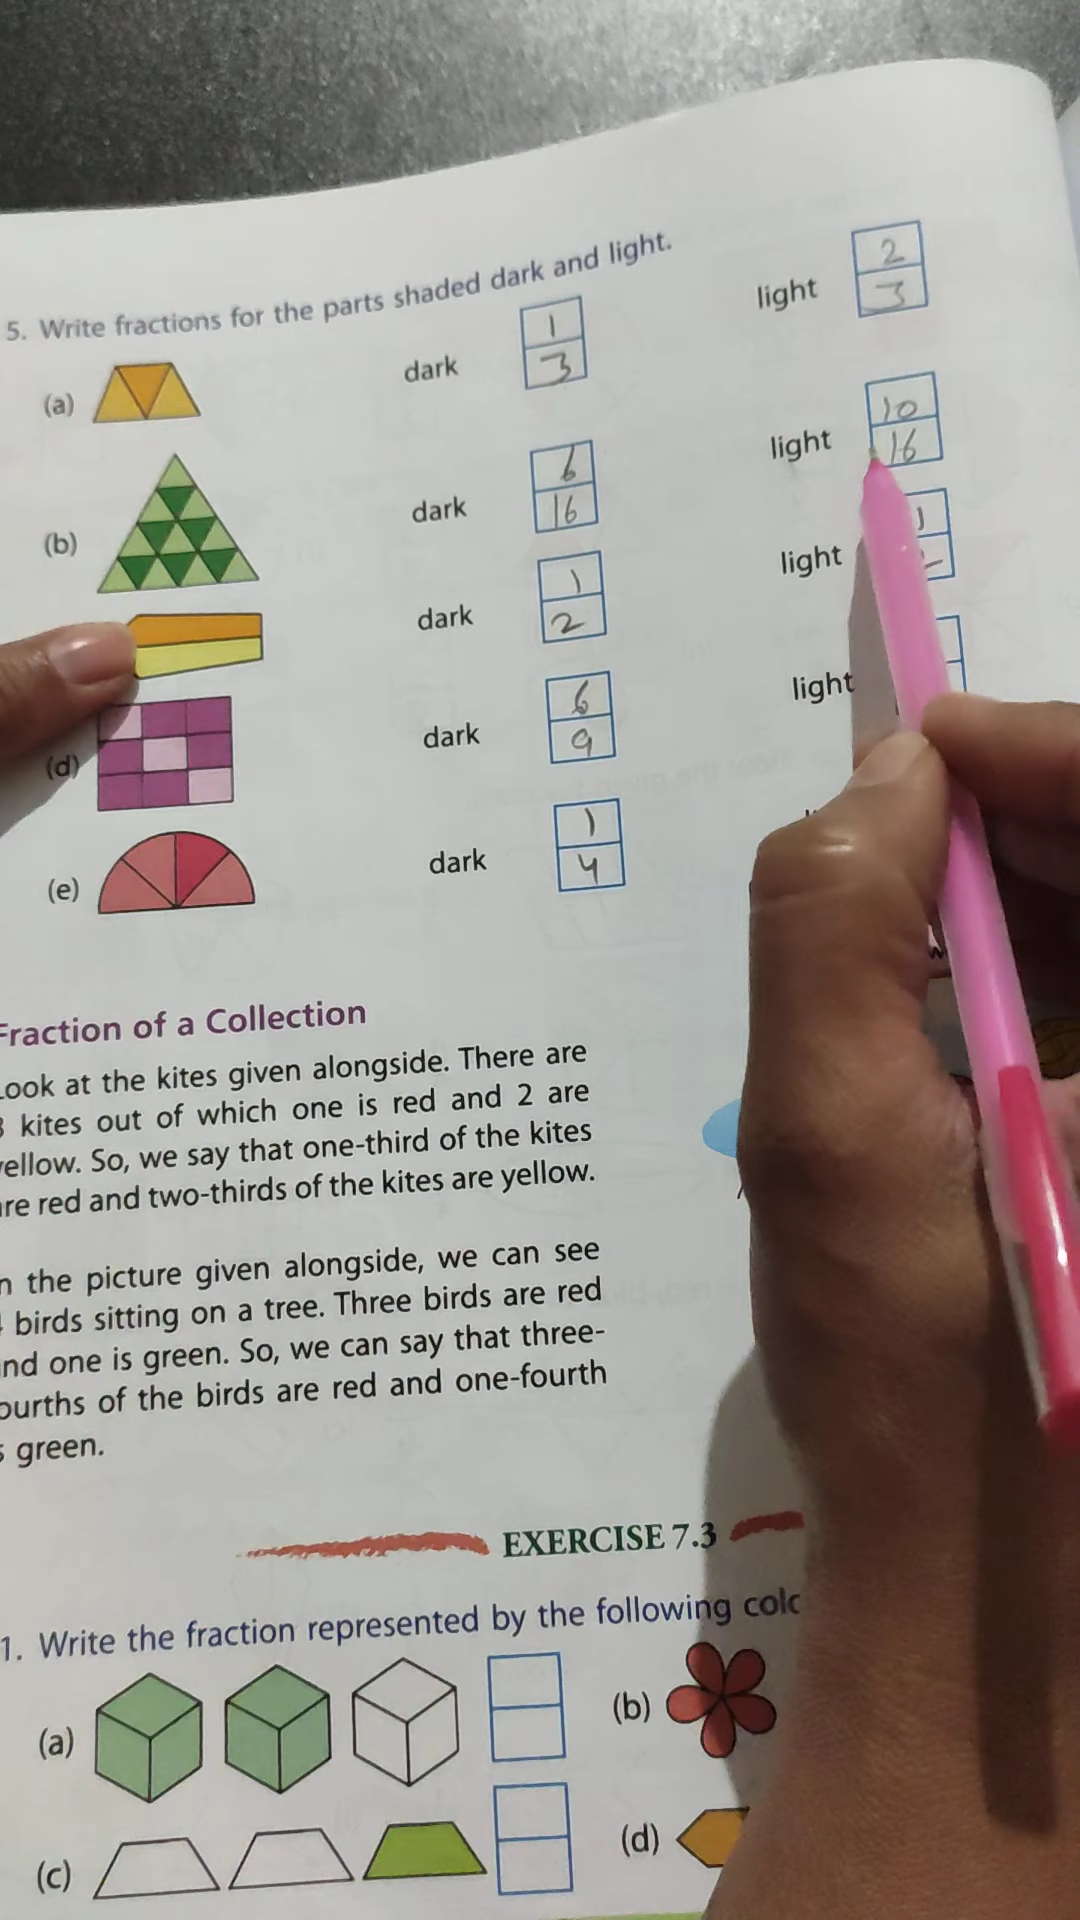 5. Write fractions for the parts shaded dark and light.
(a) dark 1/3 light 2/3
(b) dark 6/16 light 10/16
dark 1/2 light
(d) dark 6/9 light
(e) dark 1/4
Fraction of a Collection
Look at the kites given alongside. There are
kites out of which one is red and 2 are
yellow. So, we say that one-third of the kites
are red and two-thirds of the kites are yellow.
the picture given alongside, we can see
birds sitting on a tree. Three birds are red
and one is green. So, we can say that three-
fourths of the birds are red and one-fourth
green.
EXERCISE 7.3
1. Write the fraction represented by the following
(a) (b)
(c) (d)